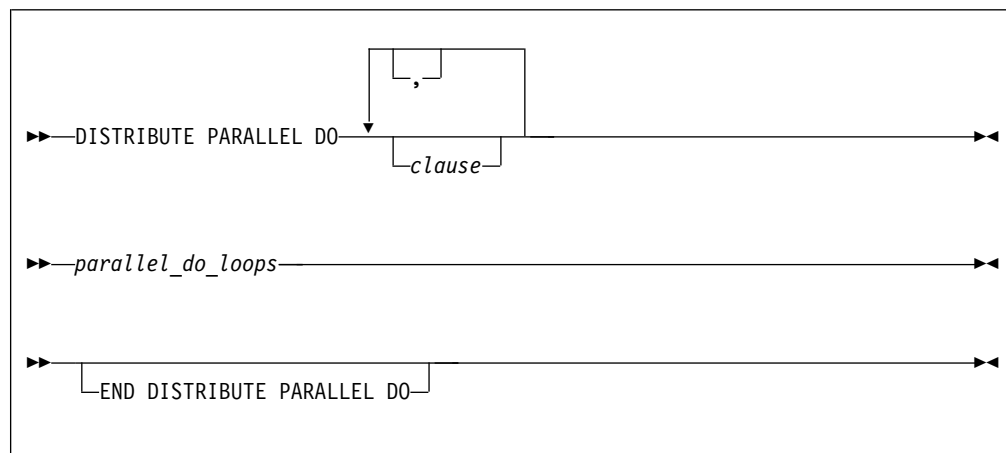 ,
DISTRIBUTE PARALLEL DO
clause
parallel_do_loops
END DISTRIBUTE PARALLEL DO